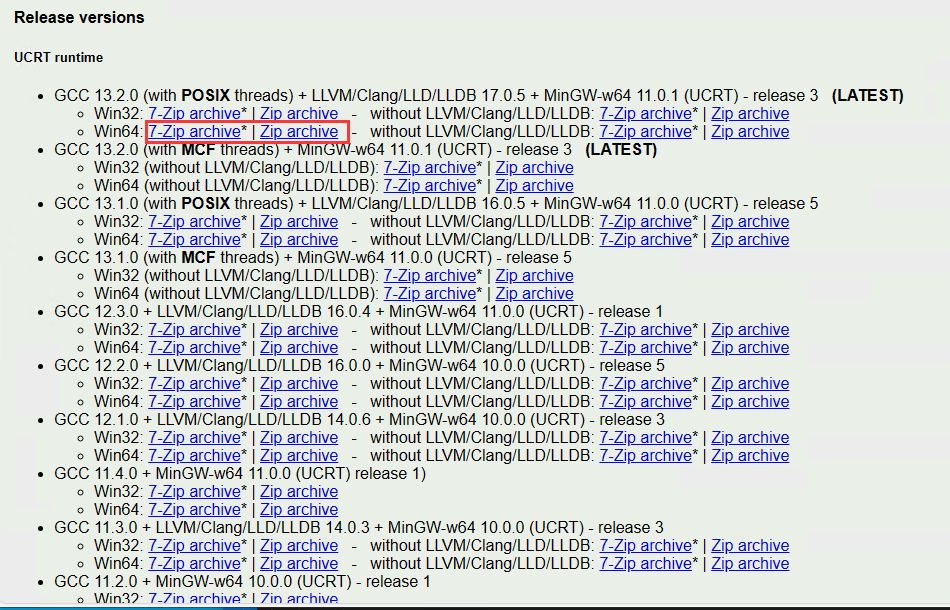 Release versions
UCRT runtime
GCC 13.2.0 (with POSIX threads) + LLVM/Clang/LLD/LLDB 17.0.5 + MinGW-w64 11.0.1 (UCRT) - release 3 (LATEST)
Win32: 7-Zip archive* | Zip archive - without LLVM/Clang/LLD/LLDB: 7-Zip archive* | Zip archive
Win64: 7-Zip archive* | Zip archive - without LLVM/Clang/LLD/LLDB: 7-Zip archive* | Zip archive
GCC 13.2.0 (with MCF threads) + MinGW-w64 11.0.1 (UCRT) - release 3 (LATEST)
Win32 (without LLVM/Clang/LLD/LLDB): 7-Zip archive* | Zip archive
Win64 (without LLVM/Clang/LLD/LLDB): 7-Zip archive* | Zip archive
GCC 13.1.0 (with POSIX threads) + LLVM/Clang/LLD/LLDB 16.0.5 + MinGW-w64 11.0.0 (UCRT) - release 5
Win32: 7-Zip archive* | Zip archive - without LLVM/Clang/LLD/LLDB: 7-Zip archive* | Zip archive
Win64: 7-Zip archive* | Zip archive - without LLVM/Clang/LLD/LLDB: 7-Zip archive* | Zip archive
GCC 13.1.0 (with MCF threads) + MinGW-w64 11.0.0 (UCRT) - release 5
Win32 (without LLVM/Clang/LLD/LLDB): 7-Zip archive* | Zip archive
Win64 (without LLVM/Clang/LLD/LLDB): 7-Zip archive* | Zip archive
GCC 12.3.0 + LLVM/Clang/LLD/LLDB 16.0.4 + MinGW-w64 11.0.0 (UCRT) - release 1
Win32: 7-Zip archive* | Zip archive - without LLVM/Clang/LLD/LLDB: 7-Zip archive* | Zip archive
Win64: 7-Zip archive* | Zip archive - without LLVM/Clang/LLD/LLDB: 7-Zip archive* | Zip archive
GCC 12.2.0 + LLVM/Clang/LLD/LLDB 16.0.0 + MinGW-w64 10.0.0 (UCRT) - release 5
Win32: 7-Zip archive* | Zip archive - without LLVM/Clang/LLD/LLDB: 7-Zip archive* | Zip archive
Win64: 7-Zip archive* | Zip archive - without LLVM/Clang/LLD/LLDB: 7-Zip archive* | Zip archive
GCC 12.1.0 + LLVM/Clang/LLD/LLDB 14.0.6 + MinGW-w64 10.0.0 (UCRT) - release 3
Win32: 7-Zip archive* | Zip archive - without LLVM/Clang/LLD/LLDB: 7-Zip archive* | Zip archive
Win64: 7-Zip archive* | Zip archive - without LLVM/Clang/LLD/LLDB: 7-Zip archive* | Zip archive
GCC 11.4.0 + MinGW-w64 11.0.0 (UCRT) release 1)
Win32: 7-Zip archive* | Zip archive
Win64: 7-Zip archive* | Zip archive
GCC 11.3.0 + LLVM/Clang/LLD/LLDB 14.0.3 + MinGW-w64 10.0.0 (UCRT) - release 3
Win32: 7-Zip archive* | Zip archive - without LLVM/Clang/LLD/LLDB: 7-Zip archive* | Zip archive
Win64: 7-Zip archive* | Zip archive - without LLVM/Clang/LLD/LLDB: 7-Zip archive* | Zip archive
GCC 11.2.0 + MinGW-w64 10.0.0 (UCRT) - release 1
Win32: 7-Zip archive* | Zip archive